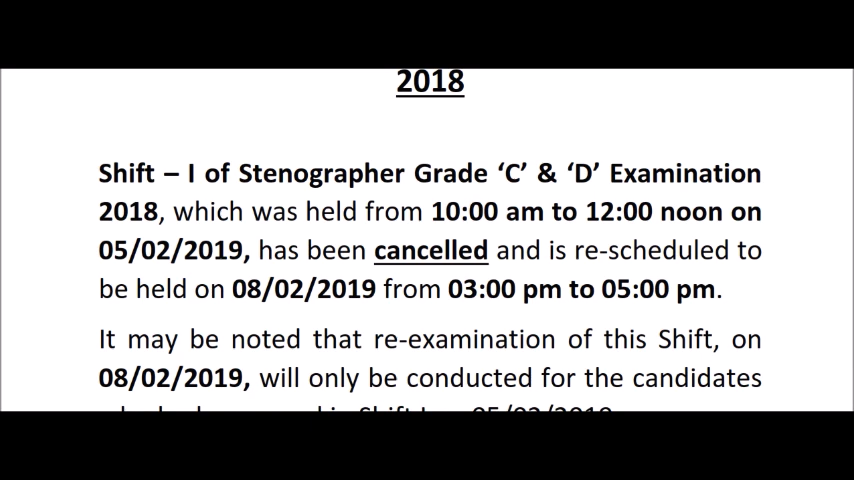 2018
Shift – I of Stenographer Grade ‘C’ & ‘D’ Examination
2018, which was held from 10:00 am to 12:00 noon on
05/02/2019, has been cancelled and is re-scheduled to
be held on 08/02/2019 from 03:00 pm to 05:00 pm.
It may be noted that re-examination of this Shift, on
08/02/2019, will only be conducted for the candidates